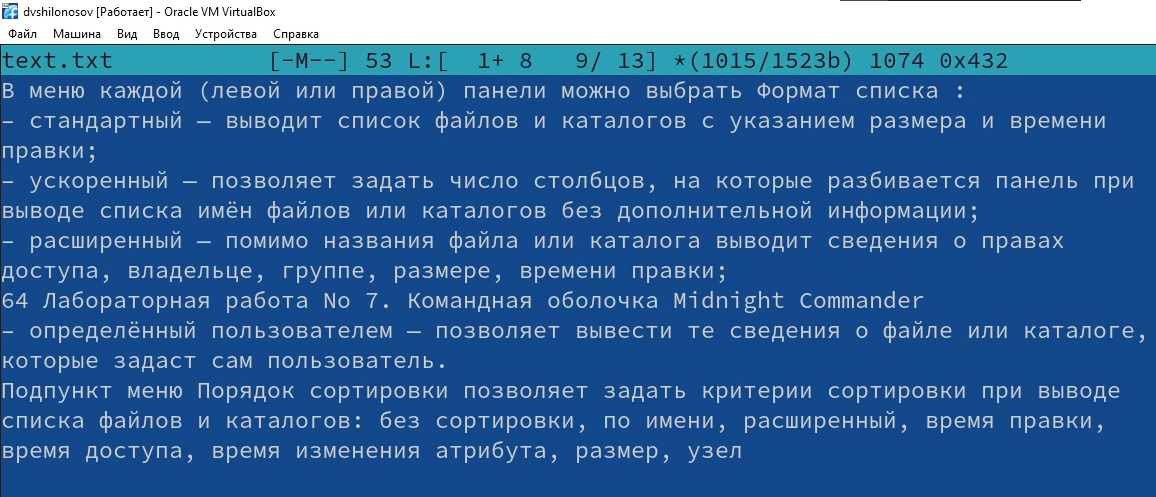 dvshilonosov [Работает] - Oracle VM VirtualBox
Файл Машина Вид Ввод Устройства Справка
text.txt [-M--] 53 L:[ 1+ 8 9/ 13] *(1015/1523b) 1074 0x432
В меню каждой (левой или правой) панели можно выбрать Формат списка :
– стандартный — выводит список файлов и каталогов с указанием размера и времени
правки;
– ускоренный — позволяет задать число столбцов, на которые разбивается панель при
выводе списка имён файлов или каталогов без дополнительной информации;
– расширенный — помимо названия файла или каталога выводит сведения о правах
доступа, владельце, группе, размере, времени правки;
64 Лабораторная работа No 7. Командная оболочка Midnight Commander
– определённый пользователем — позволяет вывести те сведения о файле или каталоге,
которые задаст сам пользователь.
Подпункт меню Порядок сортировки позволяет задать критерии сортировки при выводе
списка файлов и каталогов: без сортировки, по имени, расширенный, время правки,
время доступа, время изменения атрибута, размер, узел